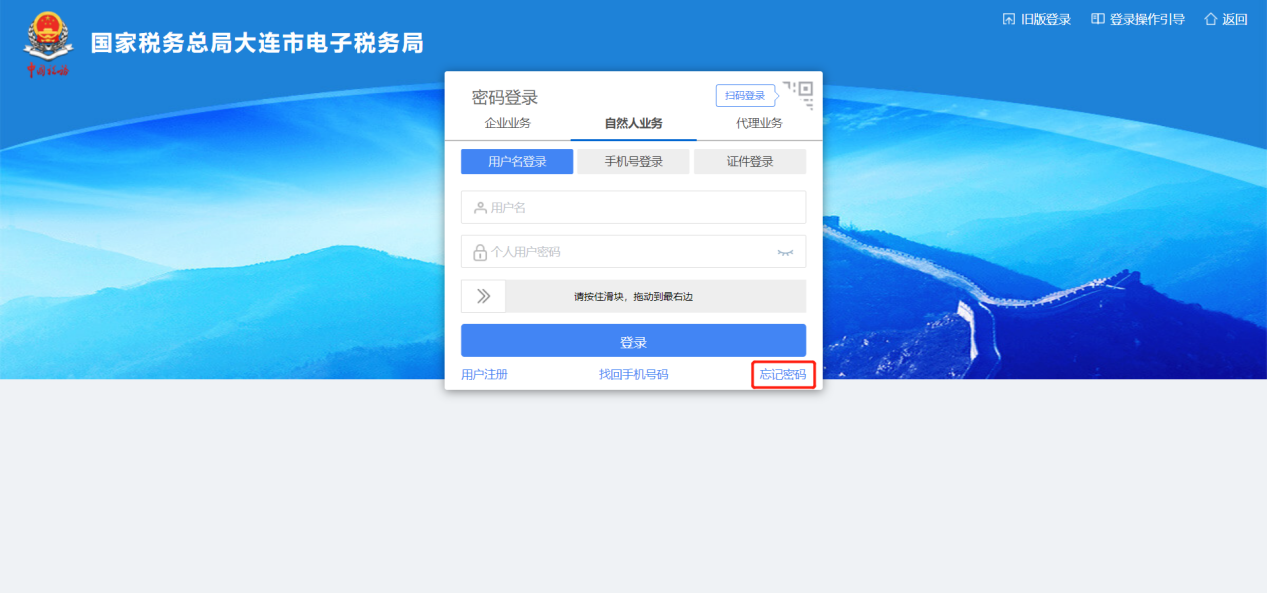 旧版登录 登录操作引导 返回
国家税务总局大连市电子税务局
中国税务
密码登录 扫码登录
企业业务 自然人业务 代理业务
用户名登录 手机号登录 证件登录
用户名
个人用户密码
请按住滑块，拖动到最右边
登录
用户注册 找回手机号码 忘记密码